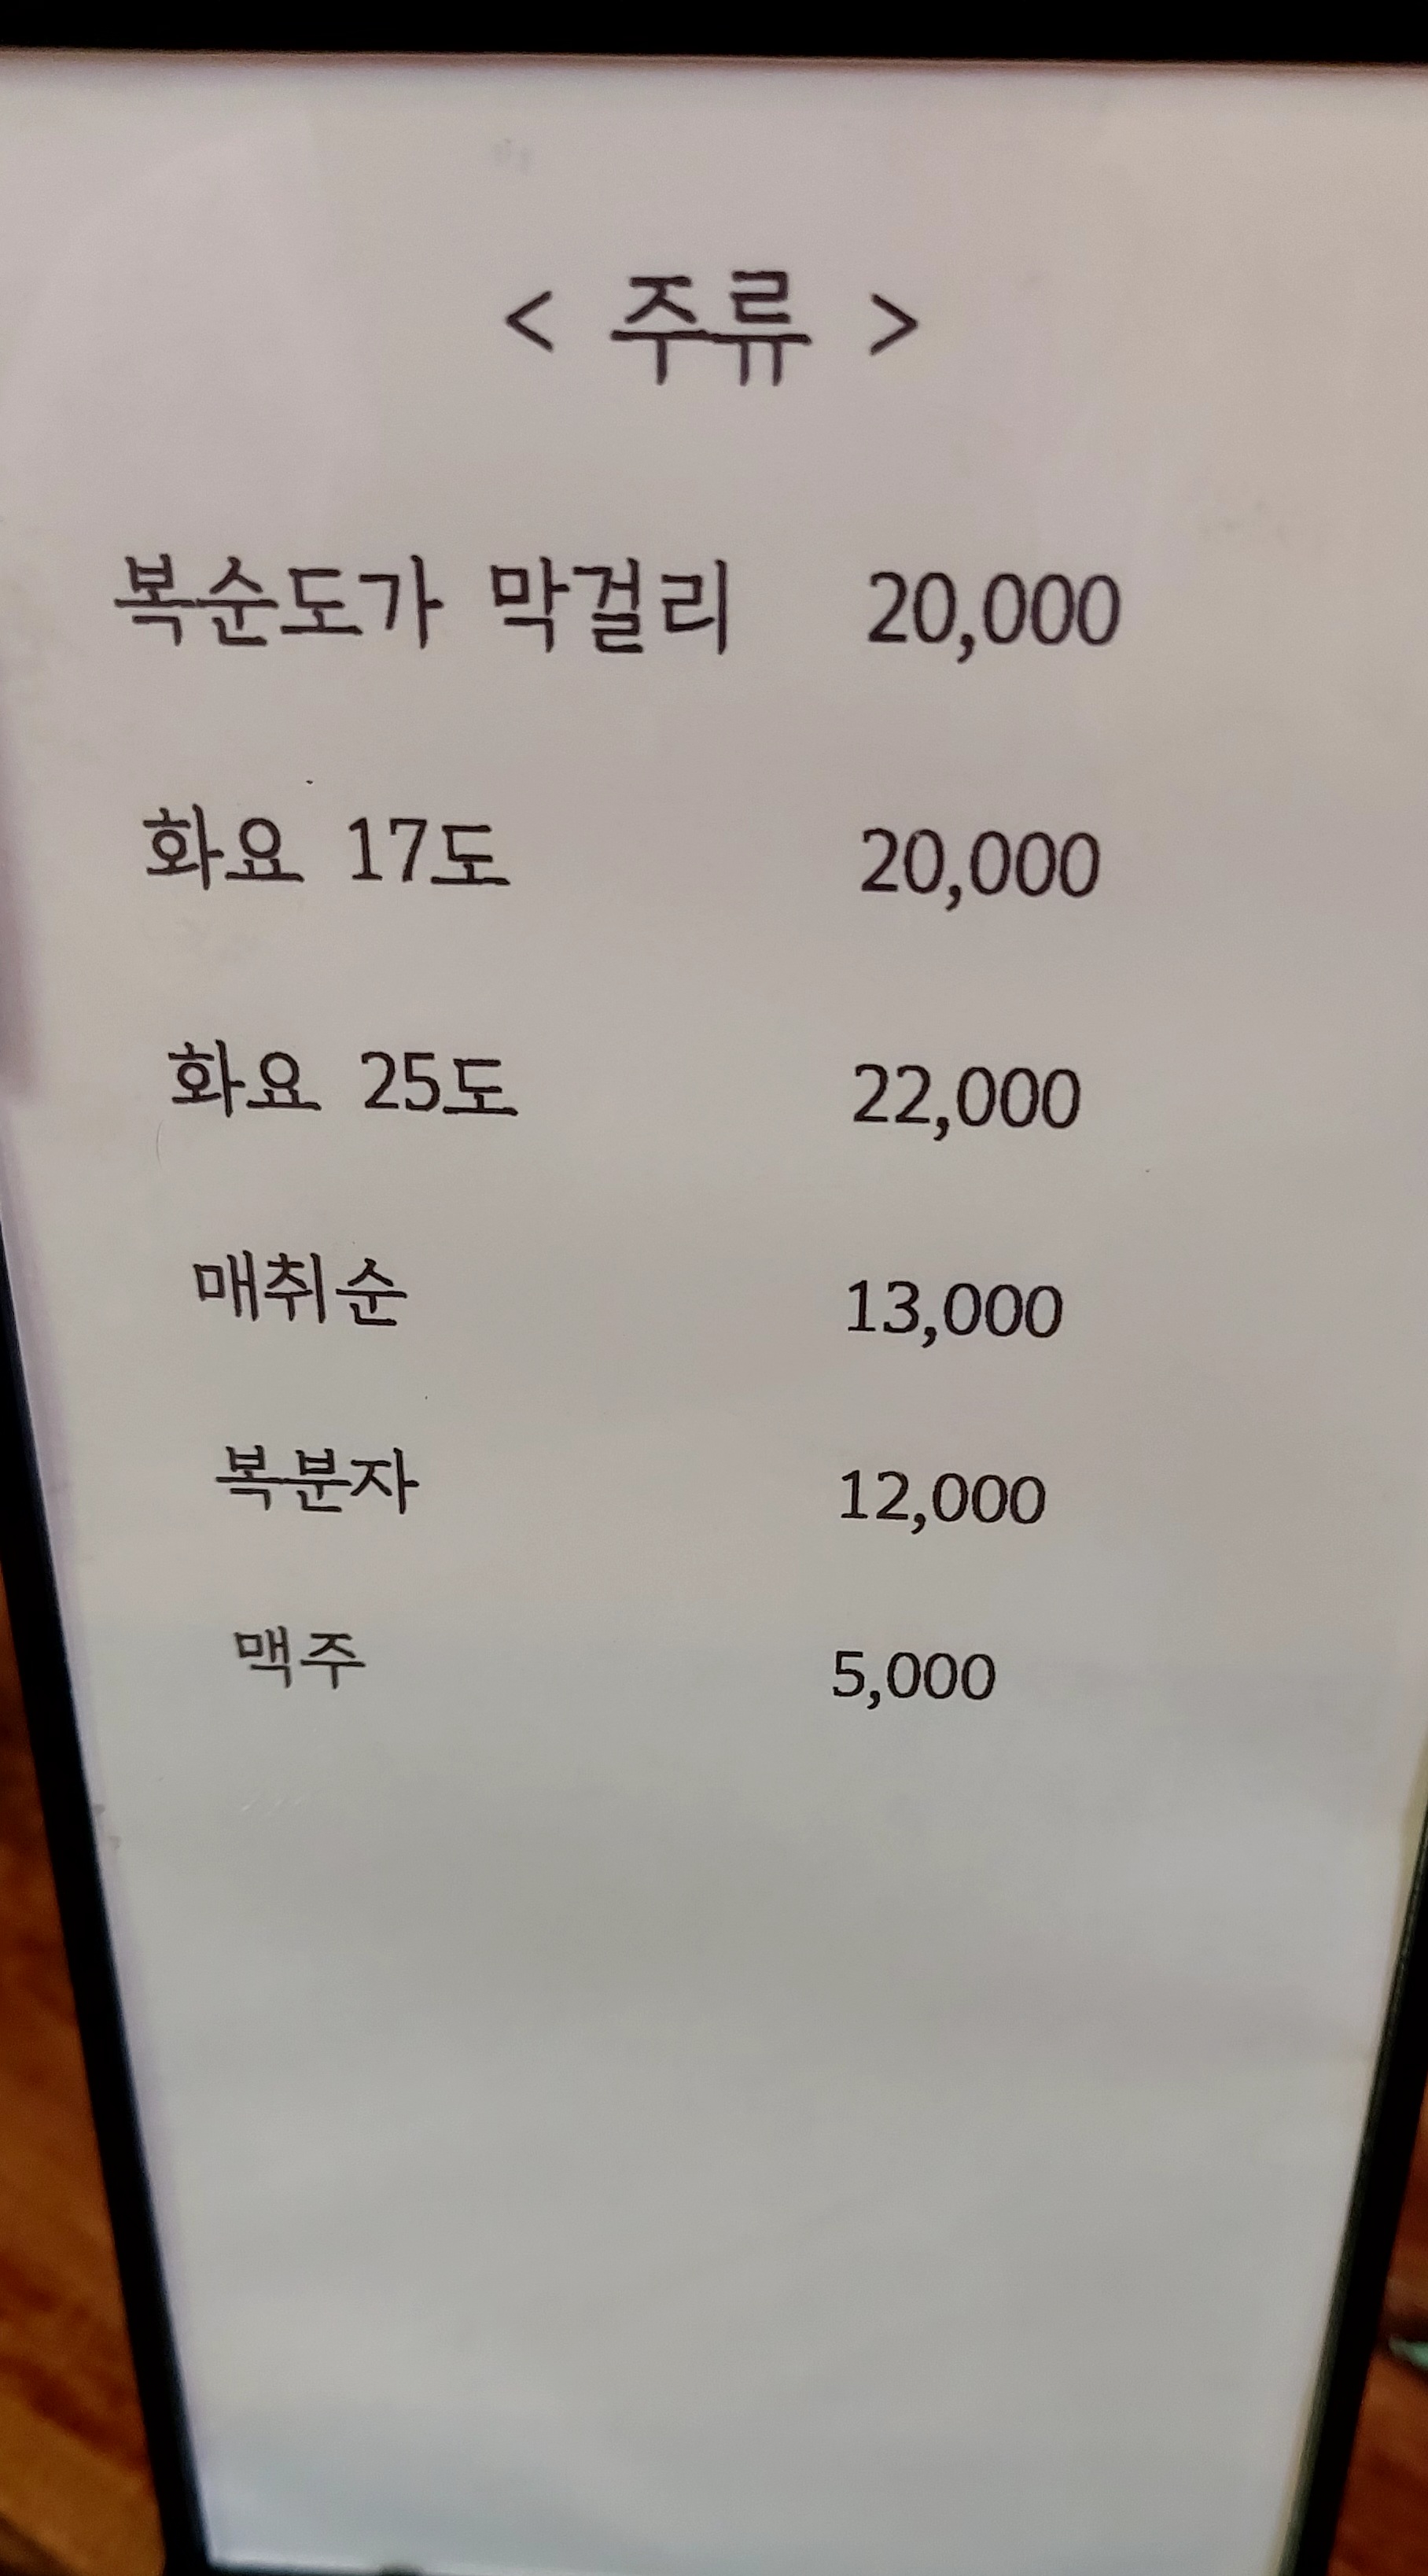 < 주류 >
복순도가 막걸리 20,000
화요 17도 20,000
화요 25도 22,000
매취순 13,000
복분자 12,000
맥주 5,000